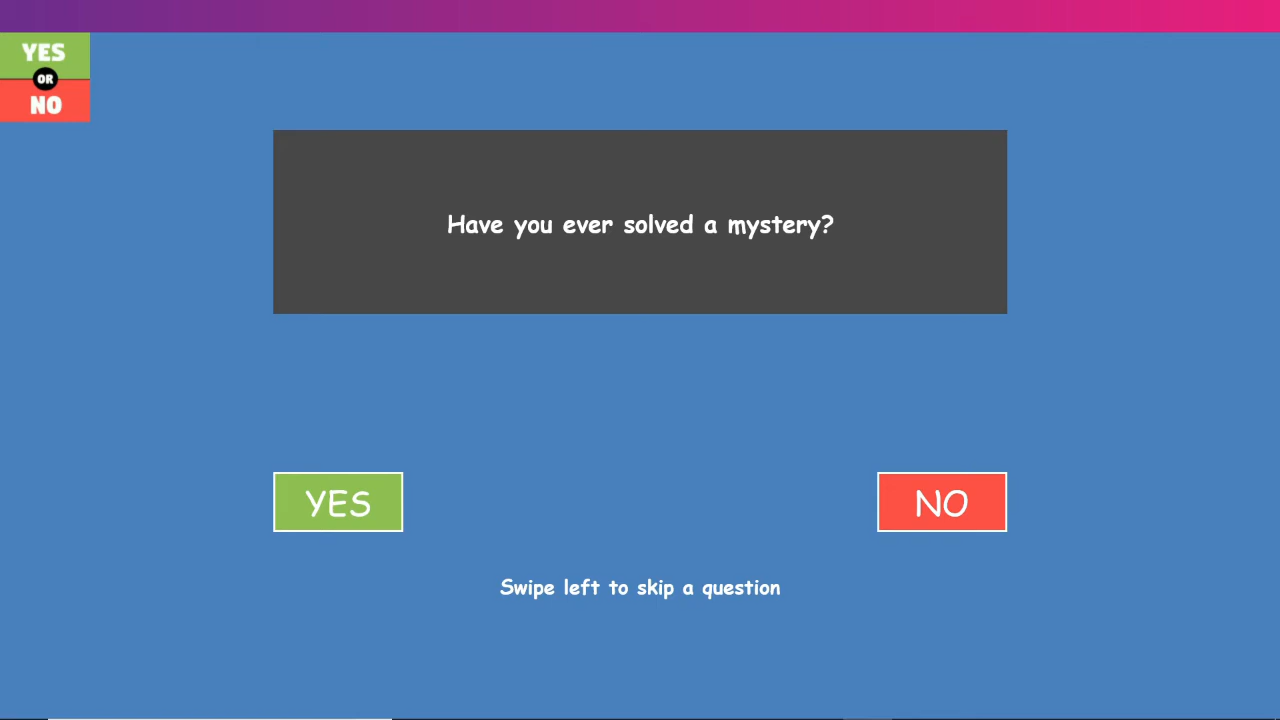 YES
OR
NO
Have you ever solved a mystery?
YES
NO
Swipe left to skip a question